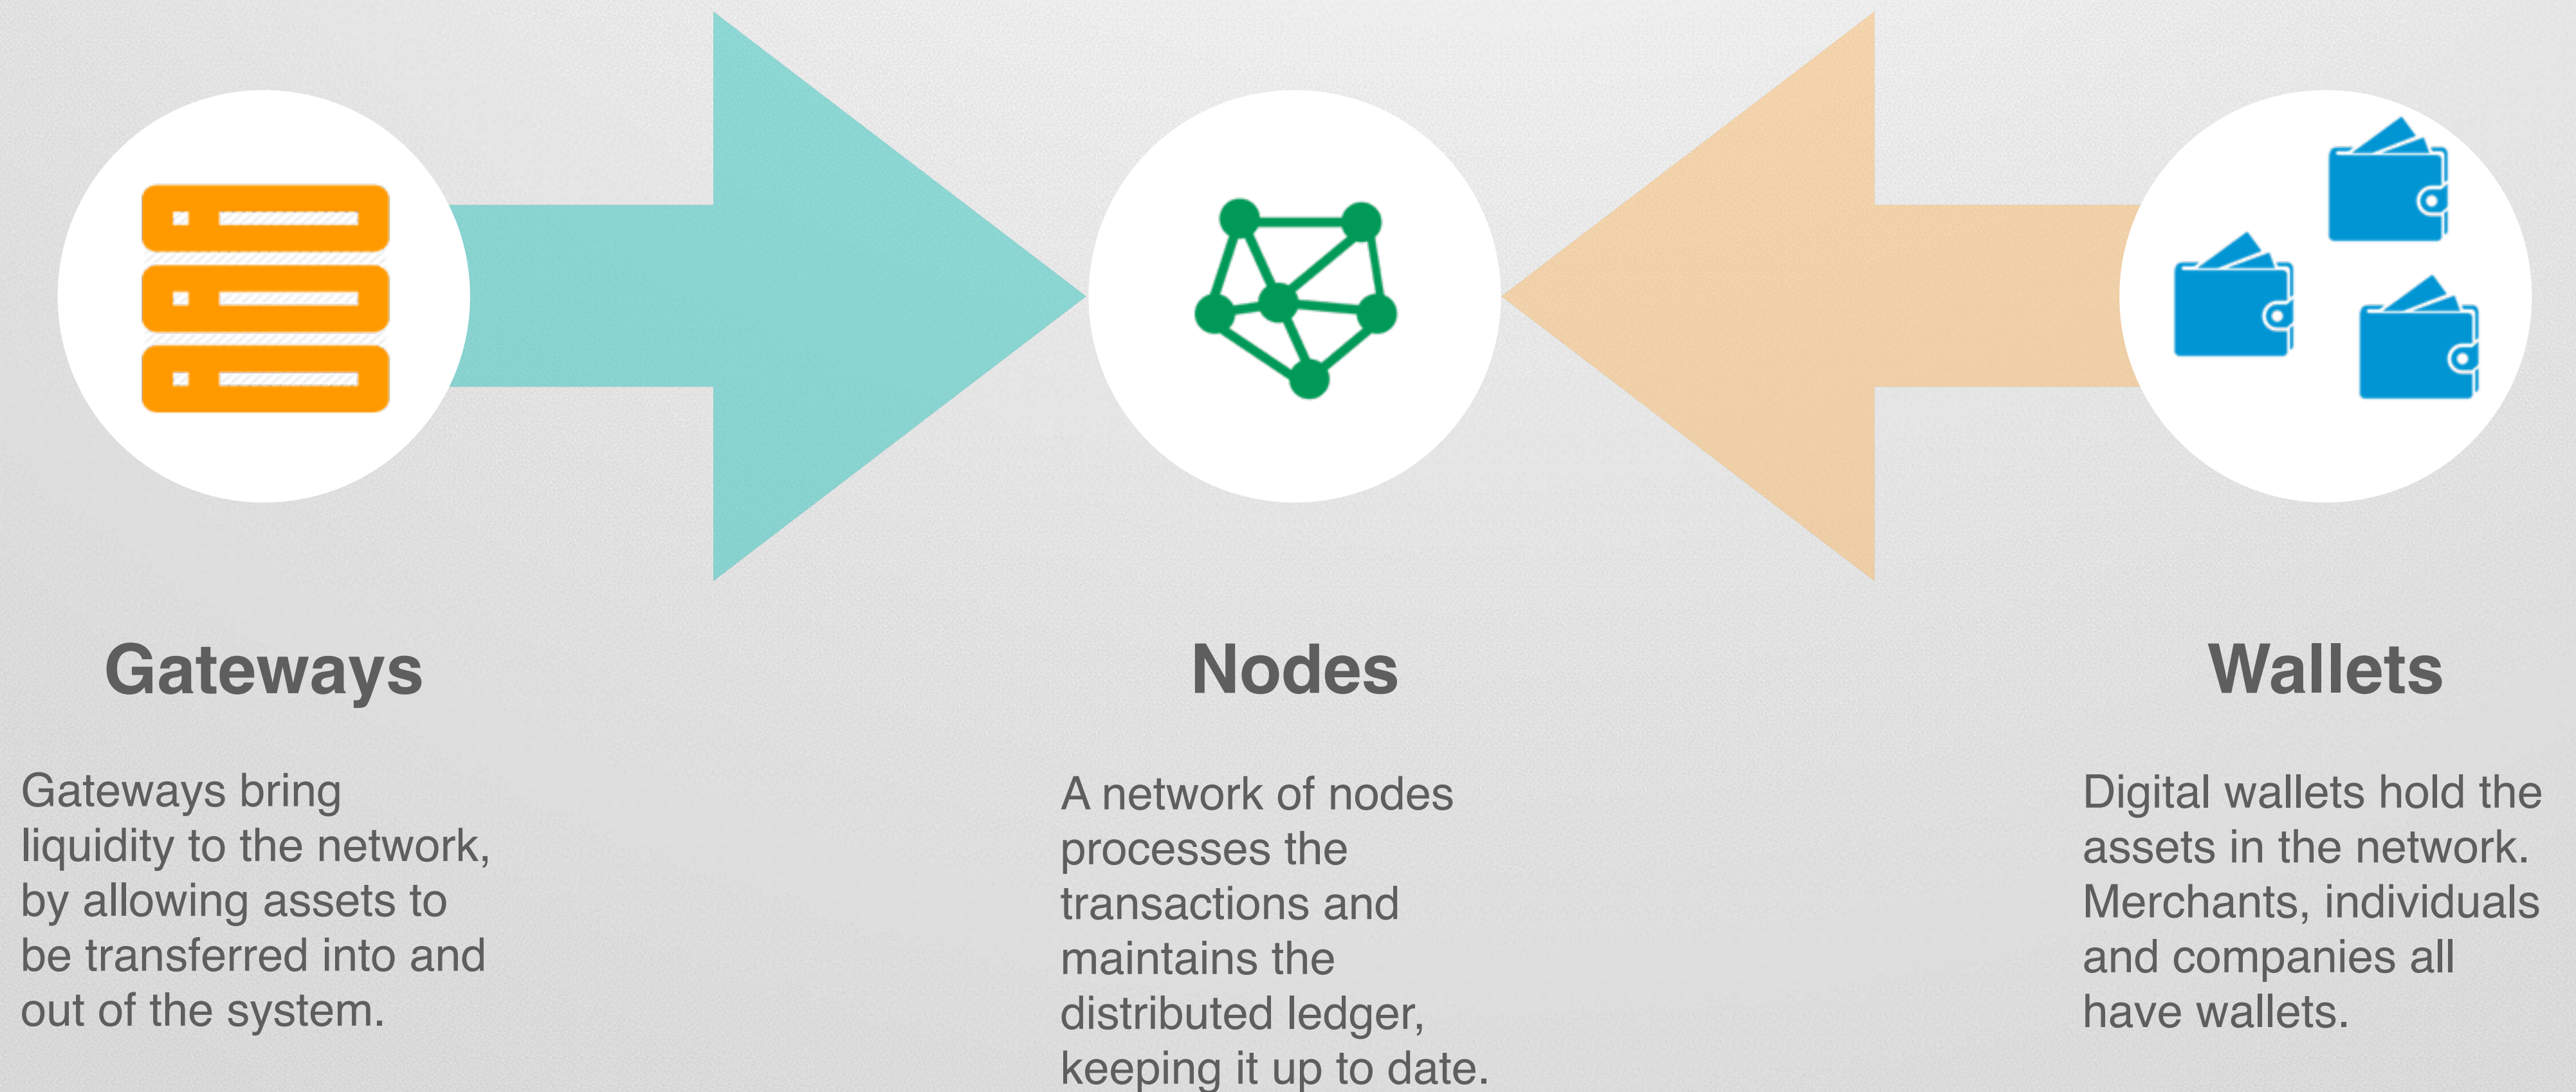 Gateways
Gateways bring
liquidity to the network,
by allowing assets to
be transferred into and
out of the system.
Nodes
A network of nodes
processes the
transactions and
maintains the
distributed ledger,
keeping it up to date.
Wallets
Digital wallets hold the
assets in the network.
Merchants, individuals
and companies all
have wallets.